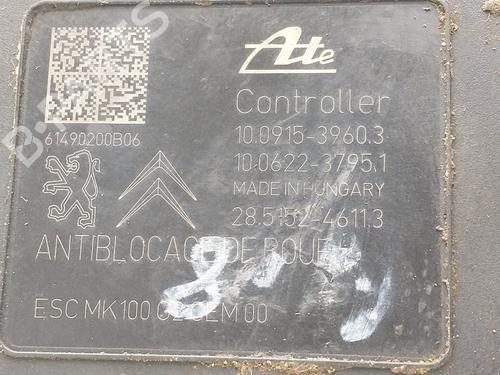 Ate
Controller
10.0915-3960.3
61490200B06
10.0622-3795.1
MADE IN HUNGARY
28.5152-4611.3
ANTIBLOCAGE DE ROUE
ESC MK100 00